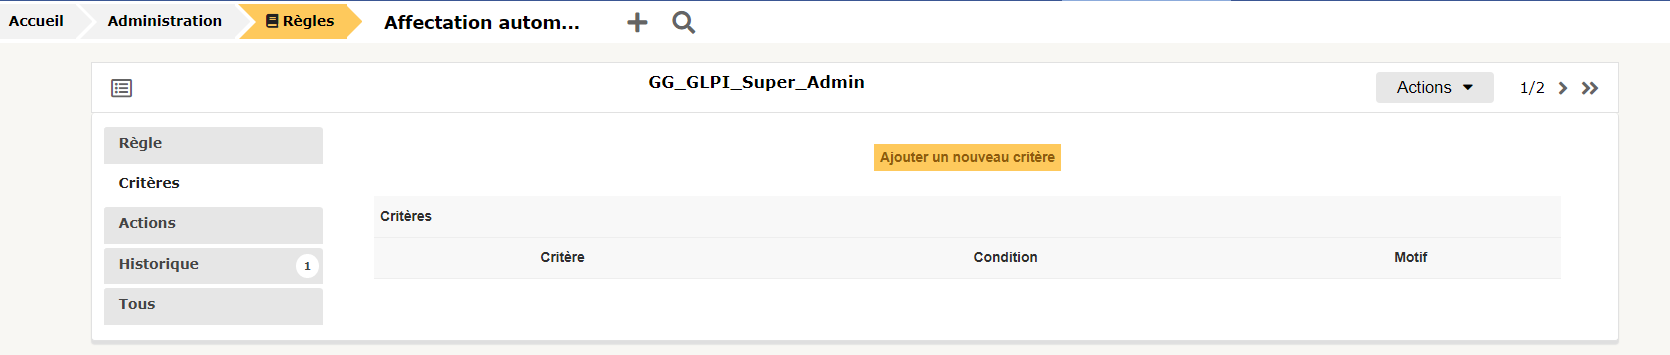 Accueil Administration Règles Affectation autom...
GG_GLPI_Super_Admin Actions 1/2
Règle
Ajouter un nouveau critère
Critères
Critères
Actions
Critère Condition Motif
Historique 1
Tous